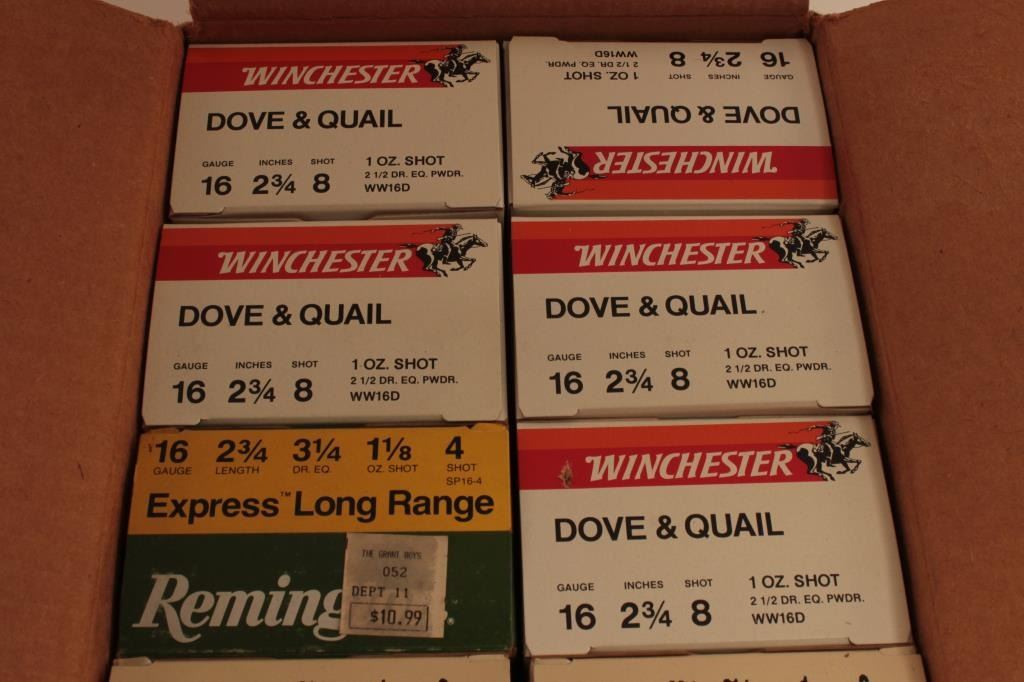 WINCHESTER
DOVE & QUAIL
GAUGE INCHES SHOT 1 OZ. SHOT
16 2¾ 8 2 1/2 DR. EQ. PWDR.
WW16D
WINCHESTER
DOVE & QUAIL
GAUGE INCHES SHOT 1 OZ. SHOT
16 2¾ 8 2 1/2 DR. EQ. PWDR.
WW16D
WINCHESTER
DOVE & QUAIL
GAUGE INCHES SHOT 1 OZ. SHOT
16 2¾ 8 2 1/2 DR. EQ. PWDR.
WW16D
WINCHESTER
DOVE & QUAIL
GAUGE INCHES SHOT 1 OZ. SHOT
16 2¾ 8 2 1/2 DR. EQ. PWDR.
WW16D
16 2¾ 3¼ 1⅛ 4
GAUGE LENGTH DR. EQ. OZ. SHOT SHOT
SP16-4
Express™ Long Range
Reming
THE GRANT BOYS
052
DEPT 11
$10.99
WINCHESTER
DOVE & QUAIL
GAUGE INCHES SHOT 1 OZ. SHOT
16 2¾ 8 2 1/2 DR. EQ. PWDR.
WW16D